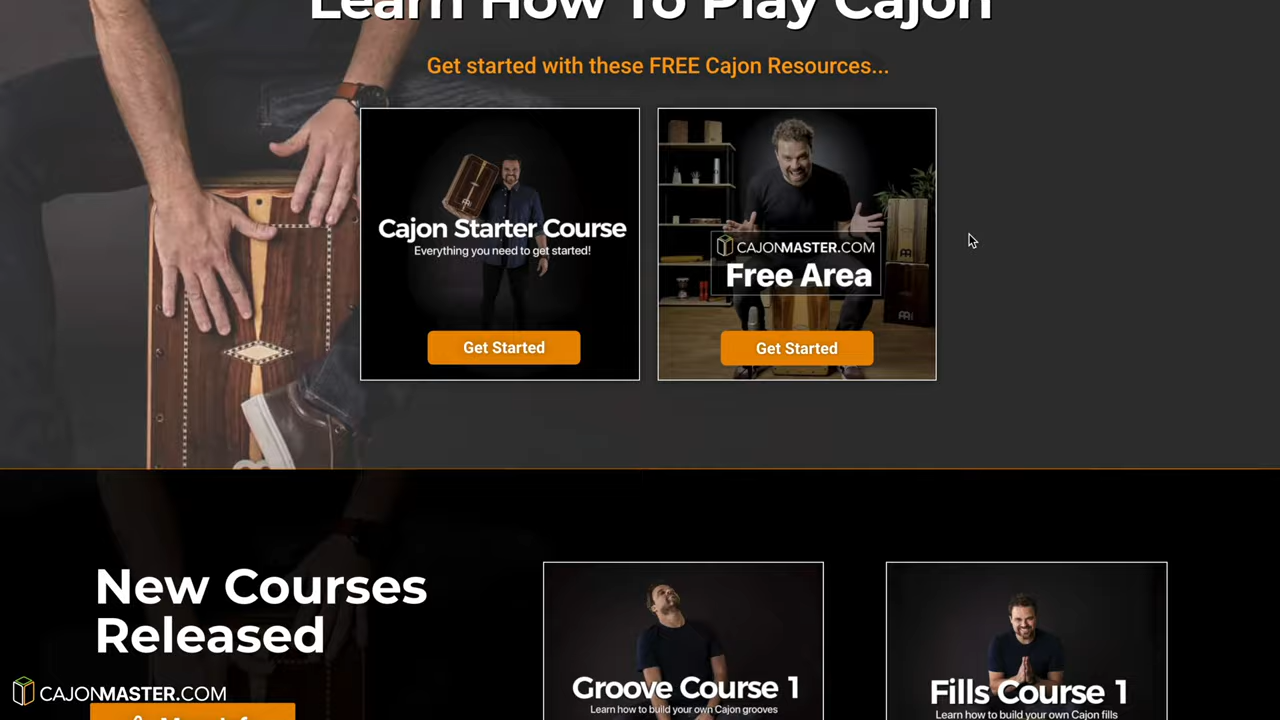 Learn How To Play Cajon
Get started with these FREE Cajon Resources...
Cajon Starter Course
Everything you need to get started!
Get Started
CAJONMASTER.COM
Free Area
Get Started
New Courses
Released
Groove Course 1
Learn how to build your own Cajon grooves
Fills Course 1
Learn how to build your own Cajon fills
CAJONMASTER.COM